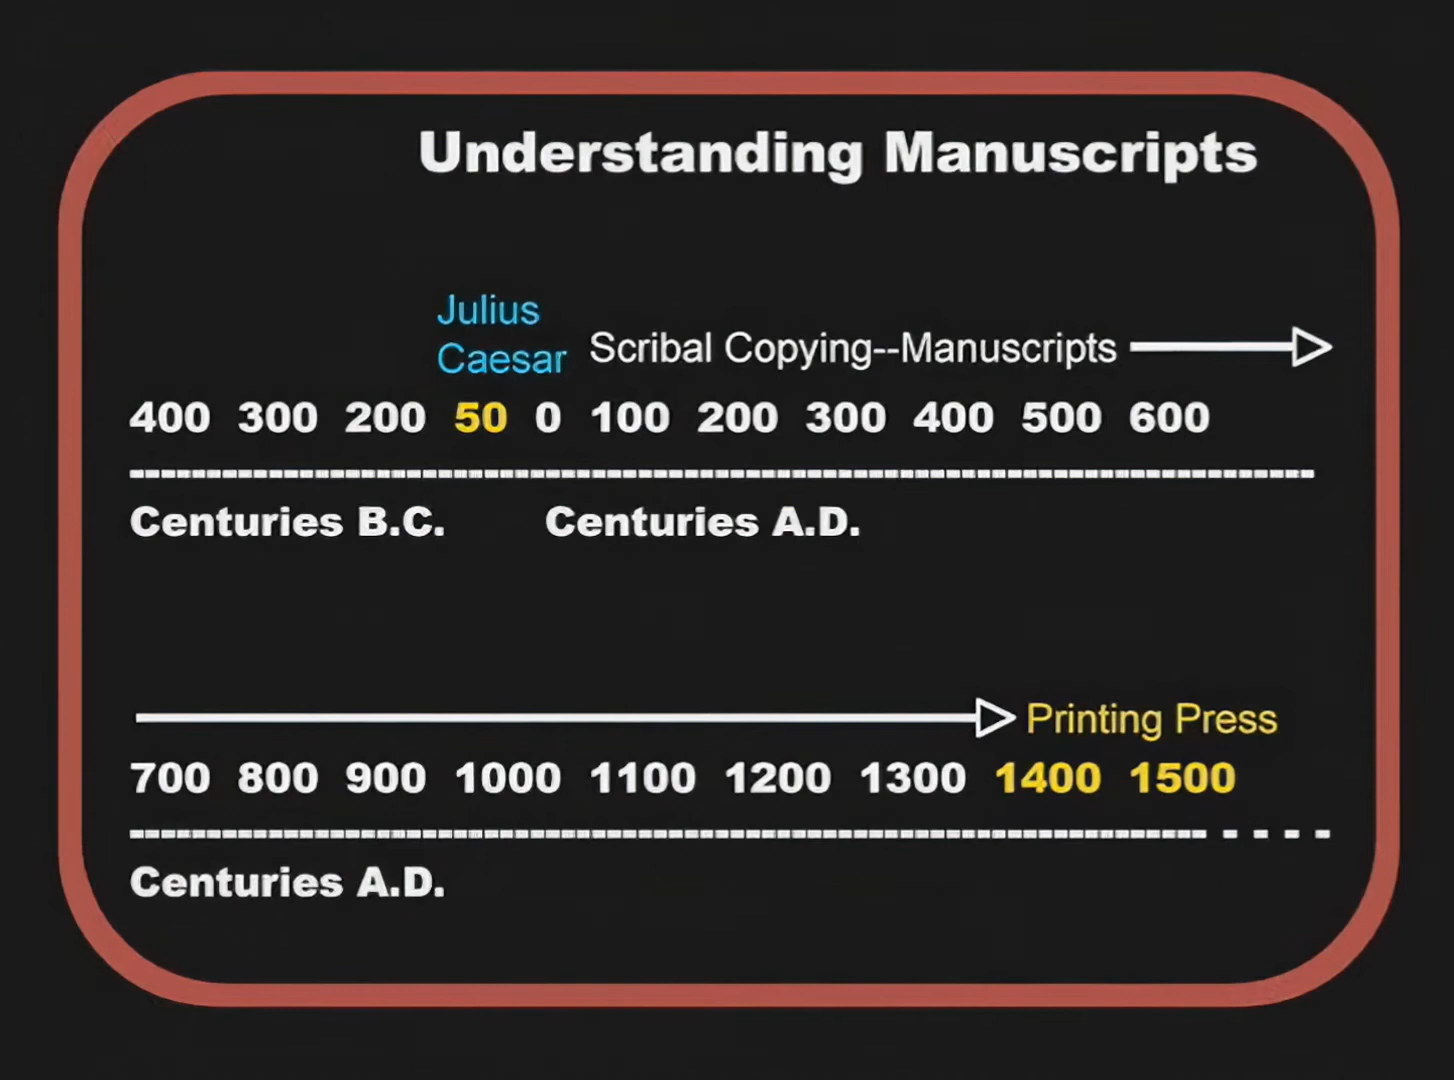 Understanding Manuscripts
Julius
Caesar
Scribal Copying--Manuscripts
400 300 200 50 0 100 200 300 400 500 600
Centuries B.C. Centuries A.D.
Printing Press
700 800 900 1000 1100 1200 1300 1400 1500
Centuries A.D.